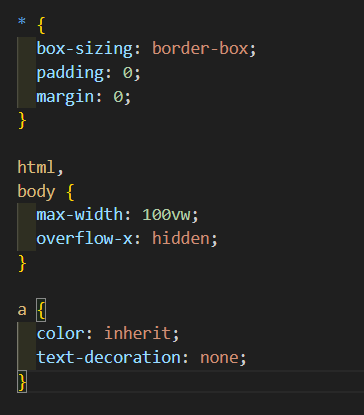 * {
  box-sizing: border-box;
  padding: 0;
  margin: 0;
}

html,
body {
  max-width: 100vw;
  overflow-x: hidden;
}

a {
  color: inherit;
  text-decoration: none;
}